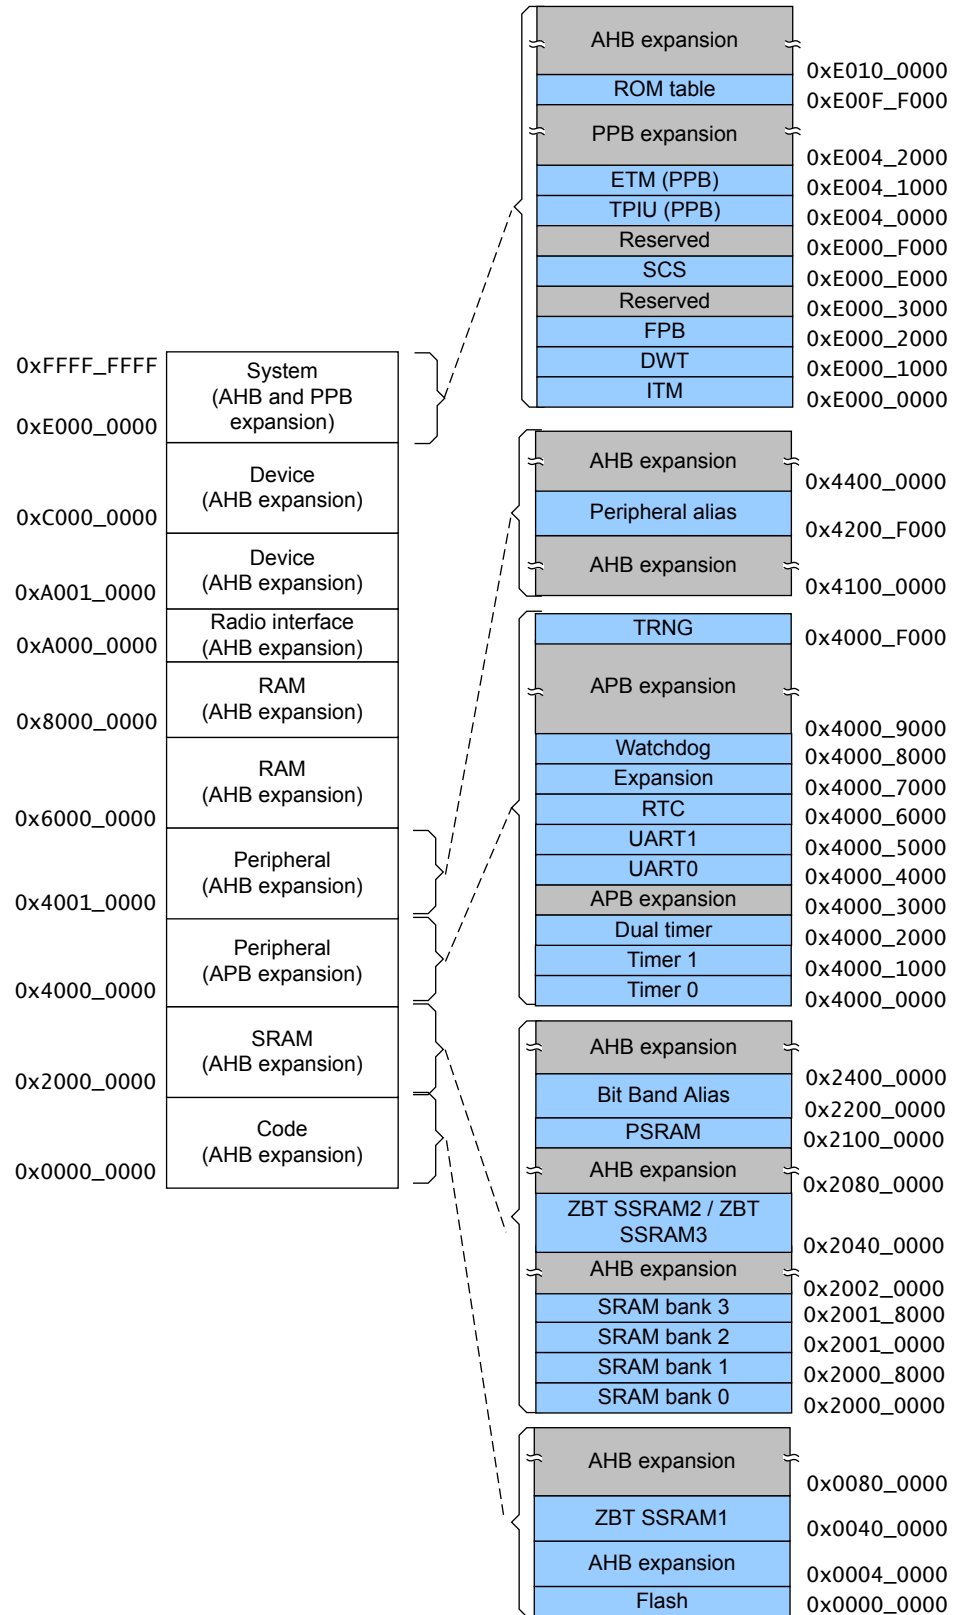 0xFFFF_FFFF
System
(AHB and PPB
expansion)
0xE000_0000
Device
(AHB expansion)
0xC000_0000
Device
(AHB expansion)
0xA001_0000
Radio interface
(AHB expansion)
0xA000_0000
RAM
(AHB expansion)
0x8000_0000
RAM
(AHB expansion)
0x6000_0000
Peripheral
(AHB expansion)
0x4001_0000
Peripheral
(APB expansion)
0x4000_0000
SRAM
(AHB expansion)
0x2000_0000
Code
(AHB expansion)
0x0000_0000
AHB expansion
0xE010_0000
ROM table
0xE00F_F000
PPB expansion
0xE004_2000
ETM (PPB)
0xE004_1000
TPIU (PPB)
0xE004_0000
Reserved
0xE000_F000
SCS
0xE000_E000
Reserved
0xE000_3000
FPB
0xE000_2000
DWT
0xE000_1000
ITM
0xE000_0000
AHB expansion
0x4400_0000
Peripheral alias
0x4200_F000
AHB expansion
0x4100_0000
TRNG
0x4000_F000
APB expansion
0x4000_9000
Watchdog
0x4000_8000
Expansion
0x4000_7000
RTC
0x4000_6000
UART1
0x4000_5000
UART0
0x4000_4000
APB expansion
0x4000_3000
Dual timer
0x4000_2000
Timer 1
0x4000_1000
Timer 0
0x4000_0000
AHB expansion
0x2400_0000
Bit Band Alias
0x2200_0000
PSRAM
0x2100_0000
AHB expansion
0x2080_0000
ZBT SSRAM2 / ZBT
SSRAM3
0x2040_0000
AHB expansion
0x2002_0000
SRAM bank 3
0x2001_8000
SRAM bank 2
0x2001_0000
SRAM bank 1
0x2000_8000
SRAM bank 0
0x2000_0000
AHB expansion
0x0080_0000
ZBT SSRAM1
0x0040_0000
AHB expansion
0x0004_0000
Flash
0x0000_0000